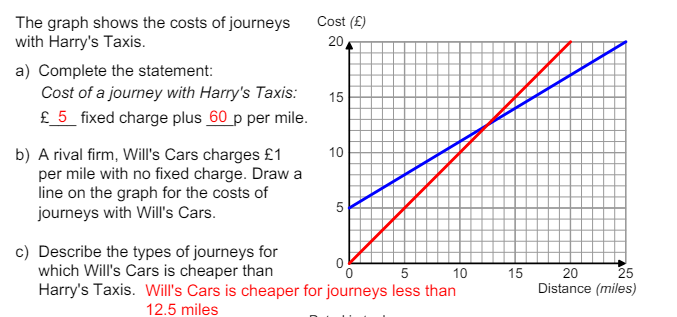 The graph shows the costs of journeys
with Harry's Taxis.
a) Complete the statement:
Cost of a journey with Harry's Taxis:
£ 5 fixed charge plus 60 p per mile.
b) A rival firm, Will's Cars charges £1
per mile with no fixed charge. Draw a
line on the graph for the costs of
journeys with Will's Cars.
c) Describe the types of journeys for
which Will's Cars is cheaper than
Harry's Taxis. Will's Cars is cheaper for journeys less than
12.5 miles
Cost (£)
20
15
10
5
0
0 5 10 15 20 25
Distance (miles)